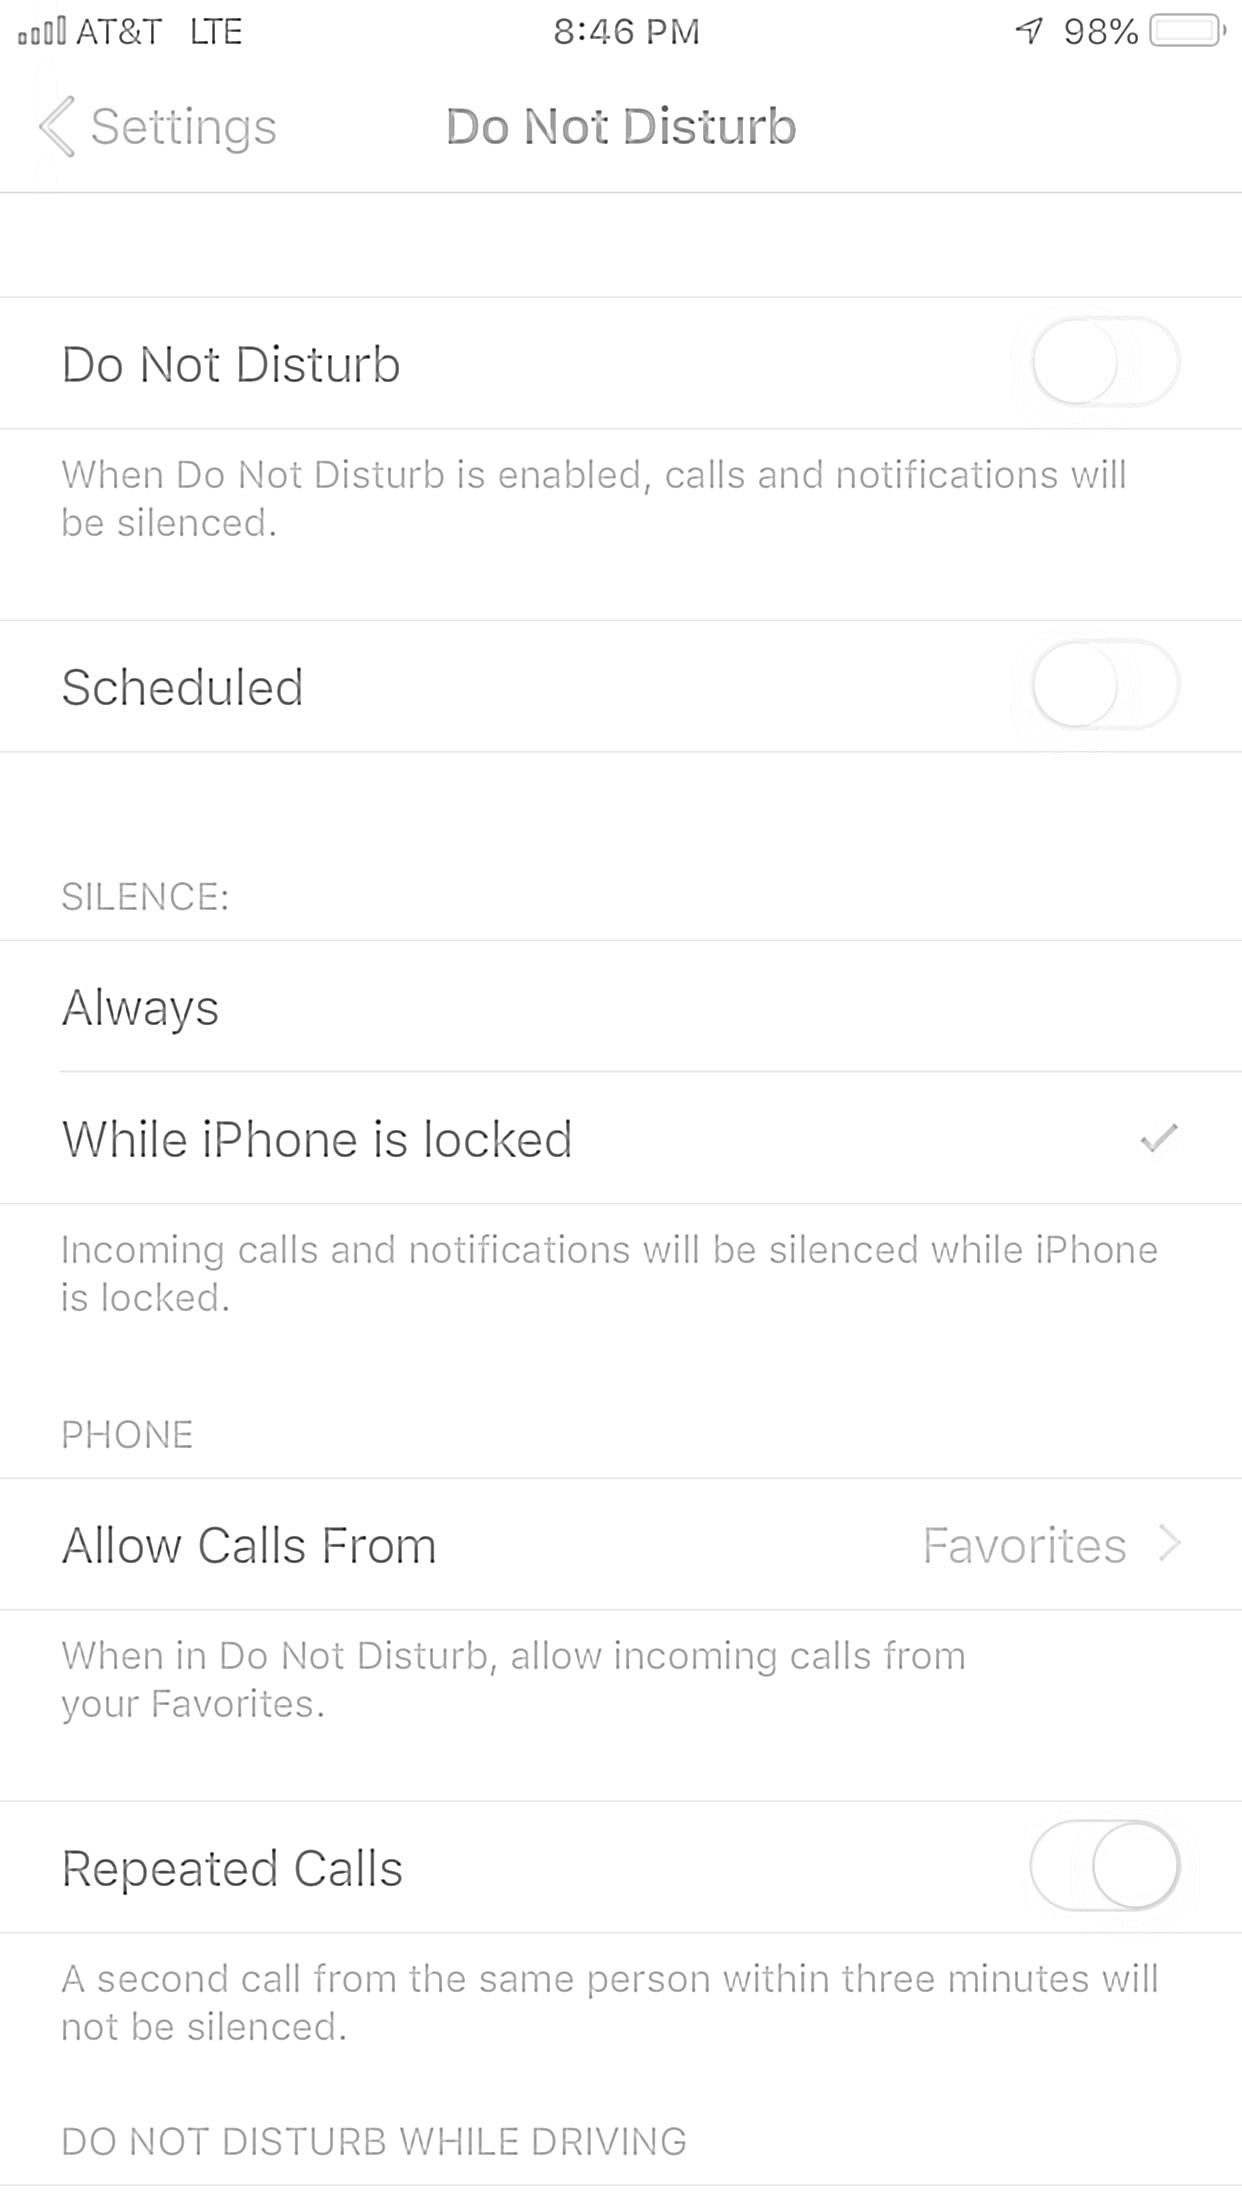 AT&T LTE 8:46 PM 98%
Settings Do Not Disturb
Do Not Disturb
When Do Not Disturb is enabled, calls and notifications will
be silenced.
Scheduled
SILENCE:
Always
While iPhone is locked
Incoming calls and notifications will be silenced while iPhone
is locked.
PHONE
Allow Calls From Favorites
When in Do Not Disturb, allow incoming calls from
your Favorites.
Repeated Calls
A second call from the same person within three minutes will
not be silenced.
DO NOT DISTURB WHILE DRIVING